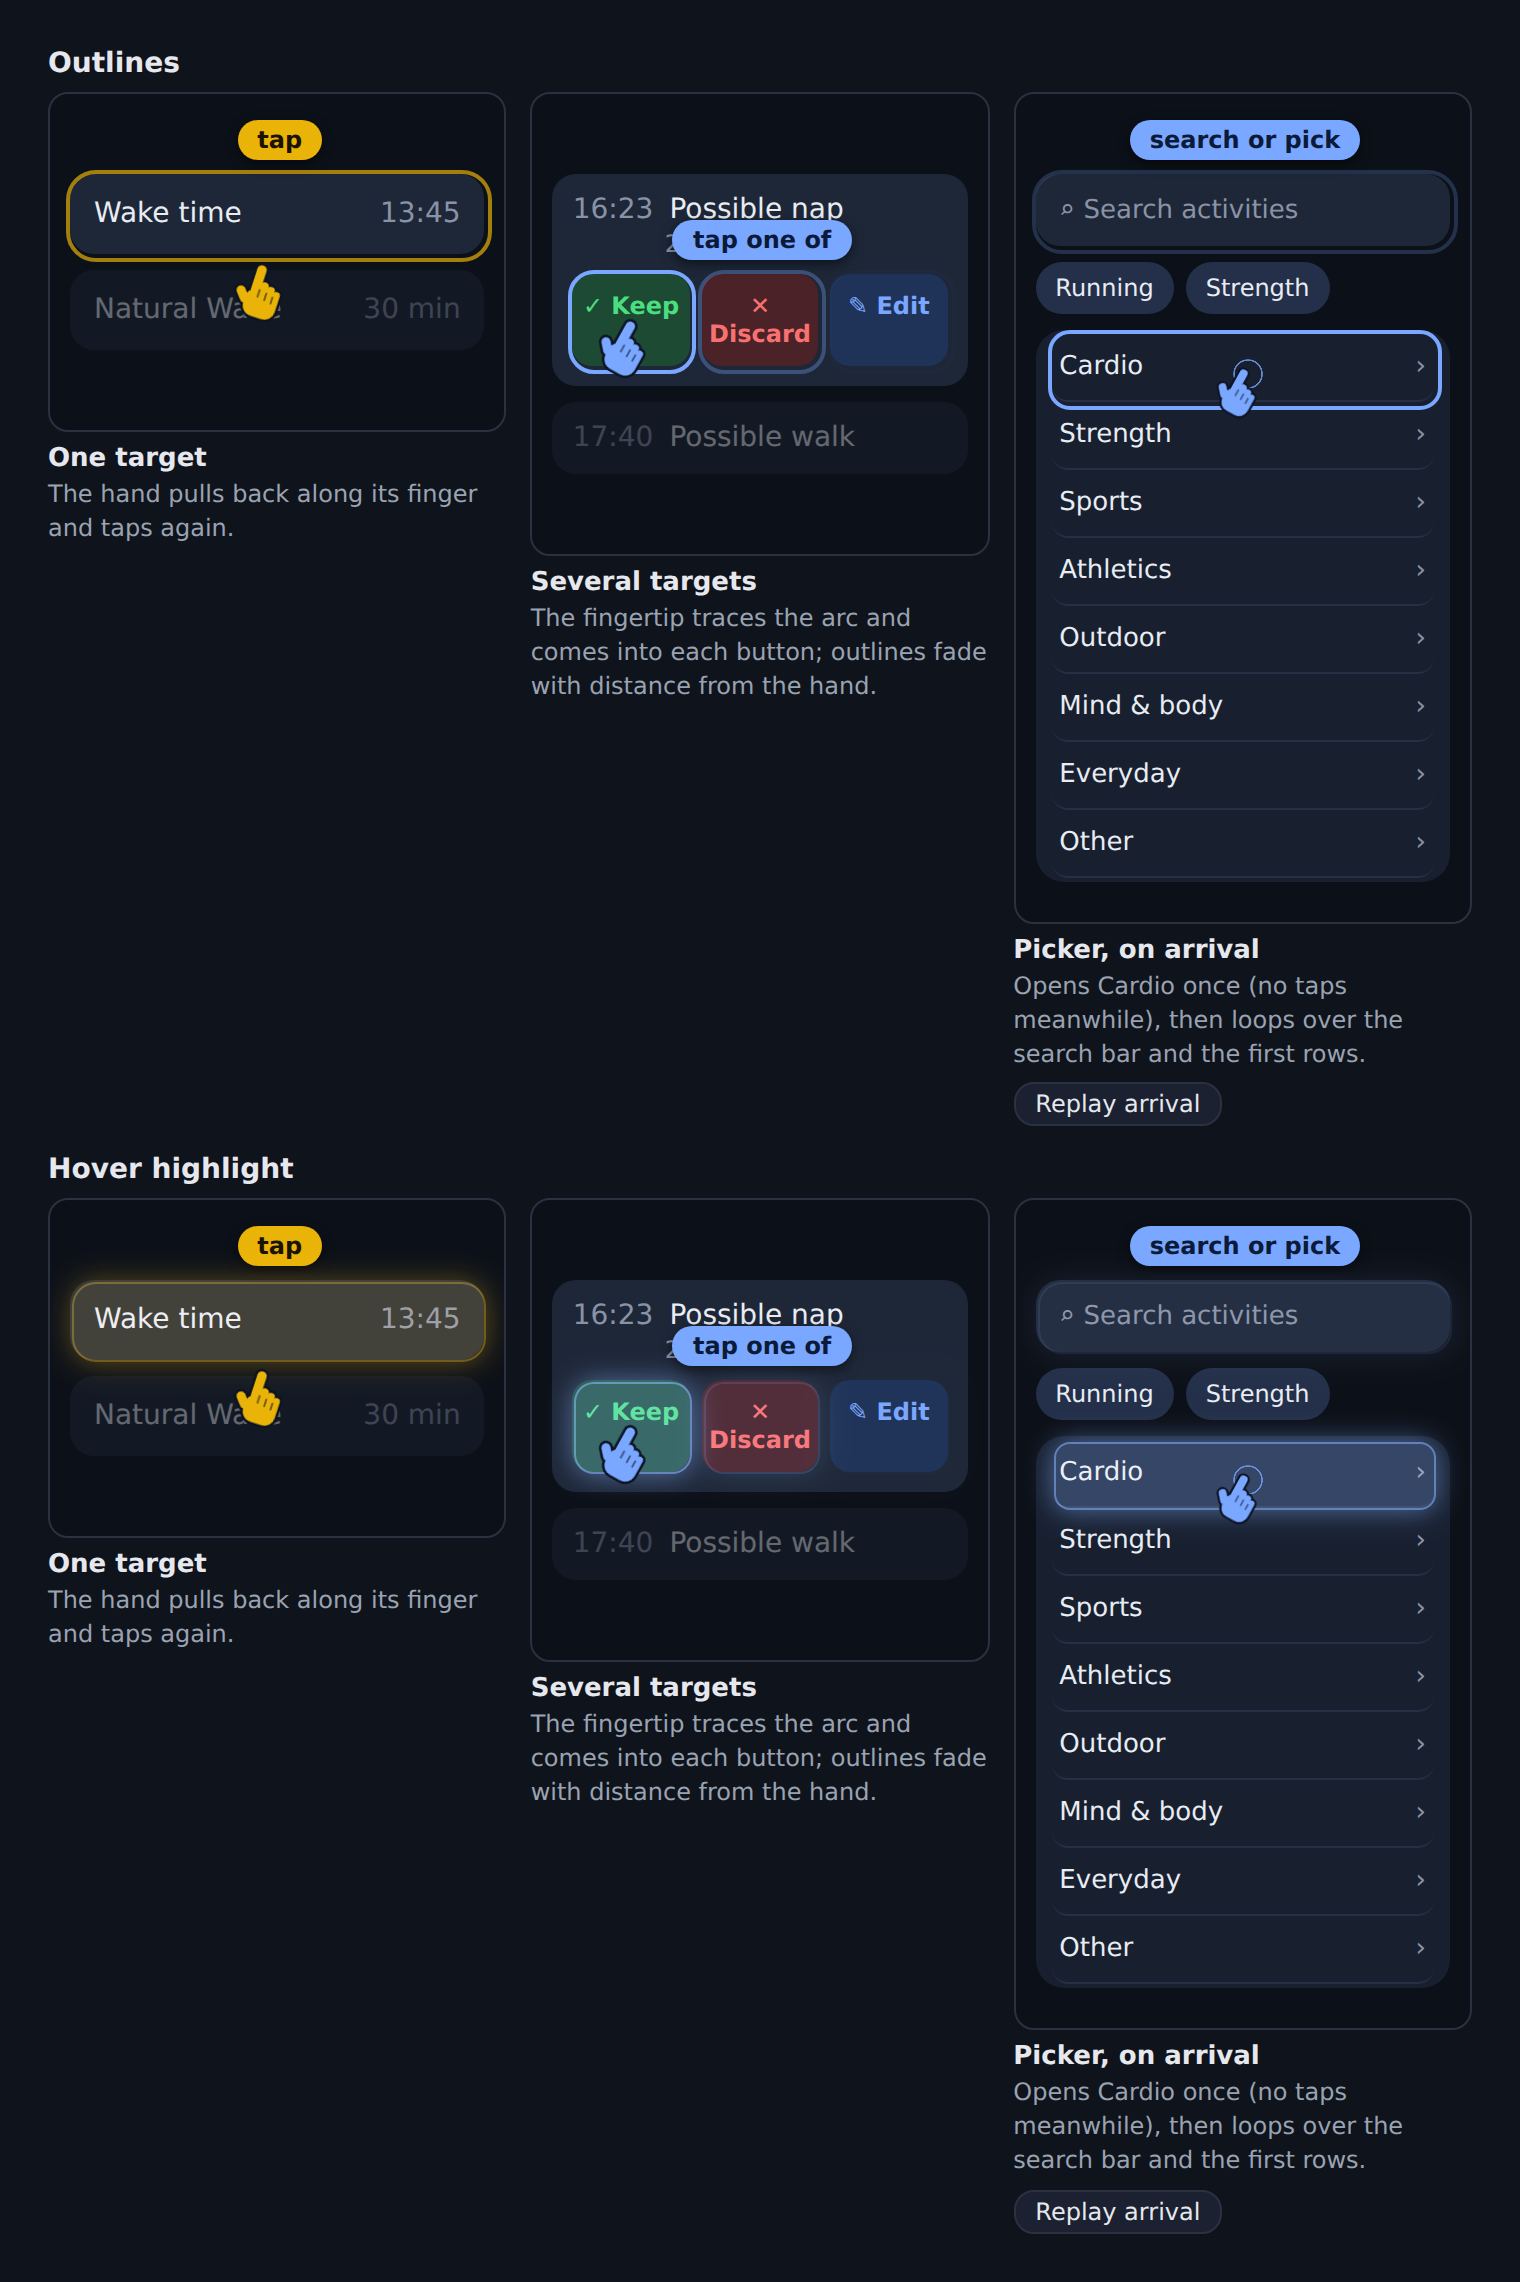 Outlines
tap
Wake time 13:45
Natural 30 min
One target
The hand pulls back along its finger
and taps again.
16:23 Possible nap
tap one of
✓ Keep ✕ Discard ✎ Edit
17:40 Possible walk
Several targets
The fingertip traces the arc and
comes into each button; outlines fade
with distance from the hand.
search or pick
⌕ Search activities
Running Strength
Cardio ›
Strength ›
Sports ›
Athletics ›
Outdoor ›
Mind & body ›
Everyday ›
Other ›
Picker, on arrival
Opens Cardio once (no taps
meanwhile), then loops over the
search bar and the first rows.
Replay arrival
Hover highlight
tap
Wake time 13:45
Natural 30 min
One target
The hand pulls back along its finger
and taps again.
16:23 Possible nap
tap one of
✓ Keep ✕ Discard ✎ Edit
17:40 Possible walk
Several targets
The fingertip traces the arc and
comes into each button; outlines fade
with distance from the hand.
search or pick
⌕ Search activities
Running Strength
Cardio ›
Strength ›
Sports ›
Athletics ›
Outdoor ›
Mind & body ›
Everyday ›
Other ›
Picker, on arrival
Opens Cardio once (no taps
meanwhile), then loops over the
search bar and the first rows.
Replay arrival